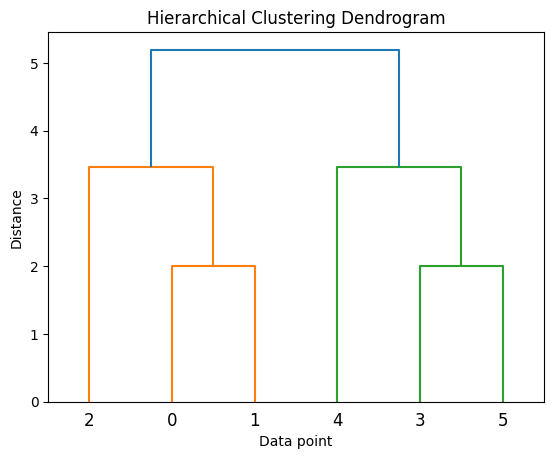 Hierarchical Clustering Dendrogram
5
4
3
2
1
0
Distance
2 0 1 4 3 5
Data point